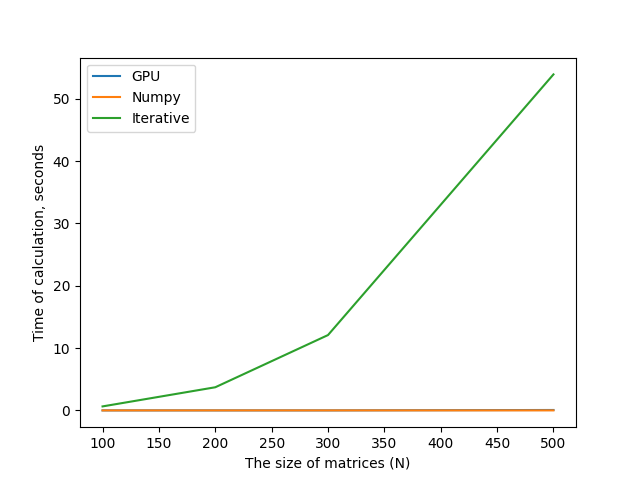 GPU
Numpy
Iterative
50
40
30
20
10
0
Time of calculation, seconds
100 150 200 250 300 350 400 450 500
The size of matrices (N)